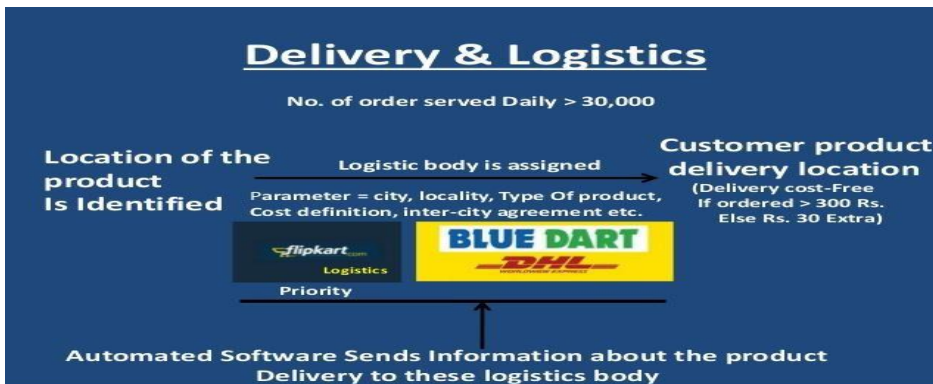 Delivery & Logistics
No. of order served Daily > 30,000
Location of the
product
Is Identified
Logistic body is assigned
Parameter = city, locality, Type Of product,
Cost definition, inter-city agreement etc.
Customer product
delivery location
(Delivery cost-Free
If ordered > 300 Rs.
Else Rs. 30 Extra)
flipkart.com
Logistics
BLUE DART
DHL
WORLDWIDE EXPRESS
Priority
Automated Software Sends Information about the product
Delivery to these logistics body